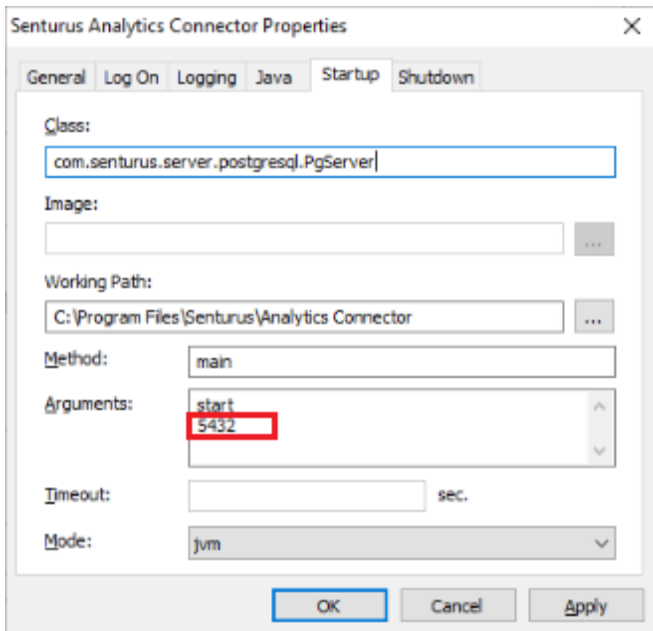 Senturus Analytics Connector Properties
General Log On Logging Java Startup Shutdown
Class:
com.senturus.server.postgresql.PgServer
Image:
...
Working Path:
C:\Program Files\Senturus\Analytics Connector
...
Method: main
Arguments: start
5432
Timeout: sec.
Mode: jvm
OK Cancel Apply